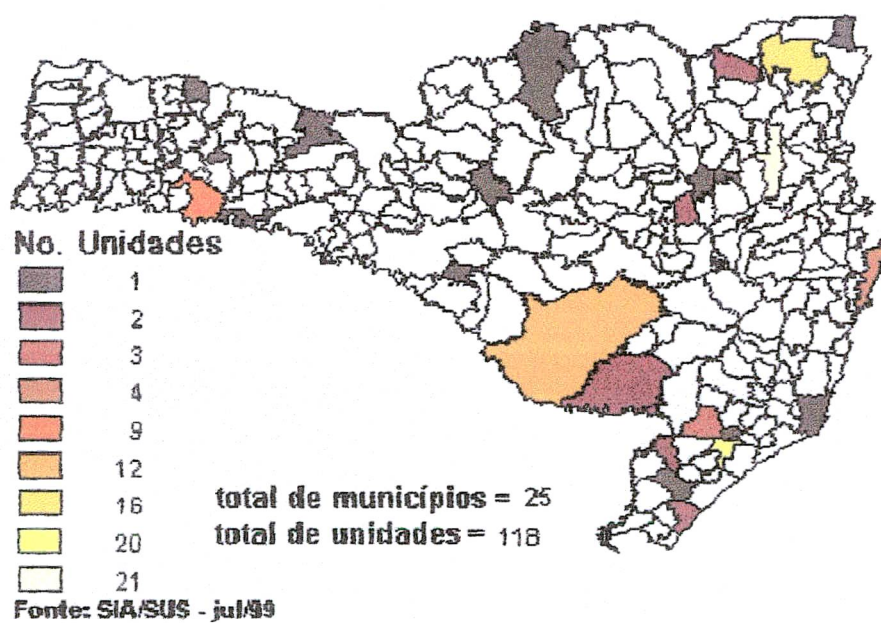 No. Unidades
1
2
3
4
9
12
16
20
21
total de municípios = 25
total de unidades = 118
Fonte: SIA/SUS - jul/99